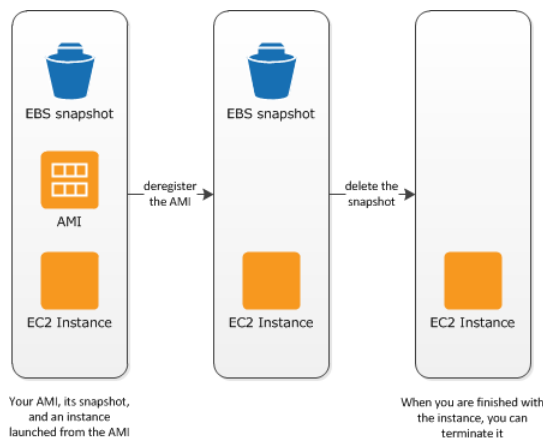 EBS snapshot
AMI
EC2 Instance
deregister
the AMI
EBS snapshot
EC2 Instance
delete the
snapshot
EC2 Instance
Your AMI, its snapshot,
and an instance
launched from the AMI
When you are finished with
the instance, you can
terminate it